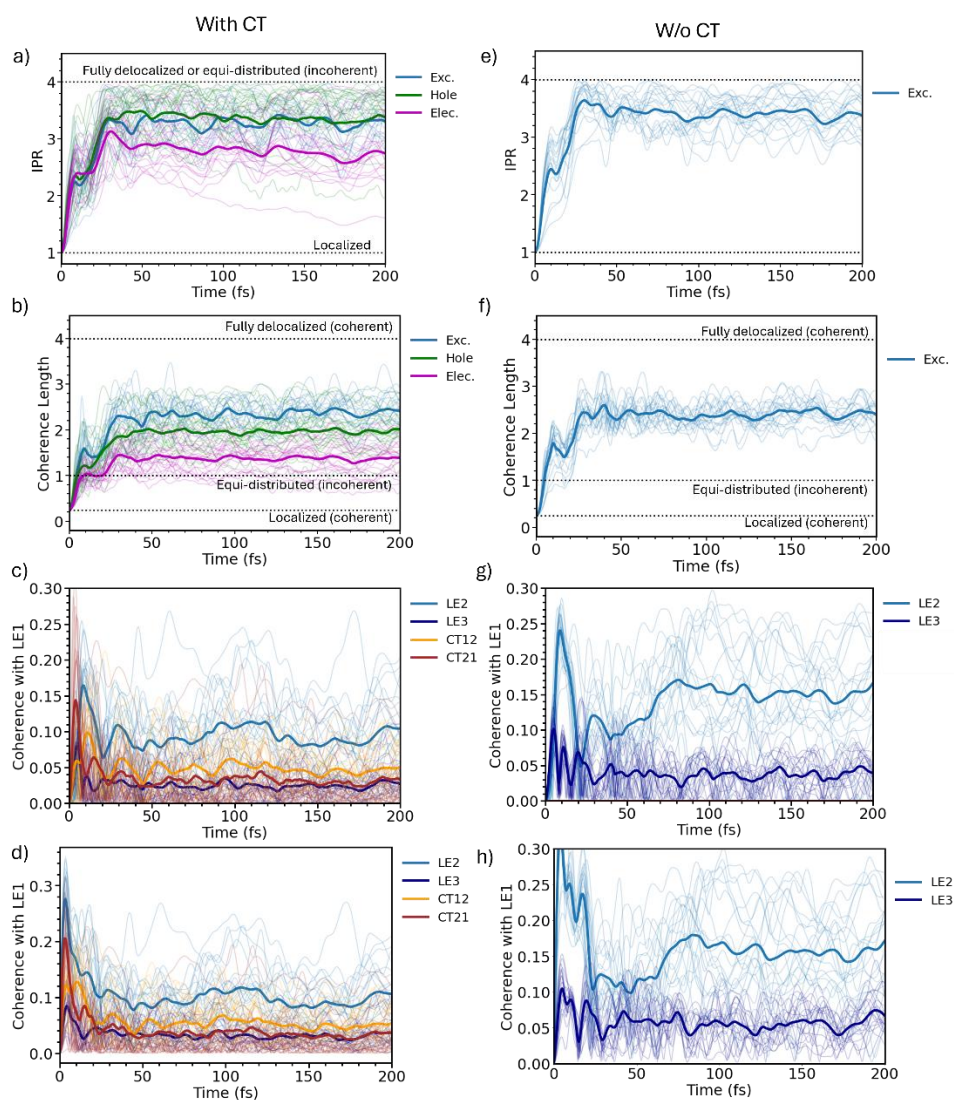 With CT
W/o CT
a)
Fully delocalized or equi-distributed (incoherent)
4
3
2
1
IPR
Localized
0 50 100 150 200
Time (fs)
Exc.
Hole
Elec.
e)
4
3
2
1
IPR
0 50 100 150 200
Time (fs)
Exc.
b)
Fully delocalized (coherent)
4
3
2
1
0
Coherence Length
Equi-distributed (incoherent)
Localized (coherent)
0 50 100 150 200
Time (fs)
Exc.
Hole
Elec.
f)
Fully delocalized (coherent)
4
3
2
1
0
Coherence Length
Equi-distributed (incoherent)
Localized (coherent)
0 50 100 150 200
Time (fs)
Exc.
c)
0.30
0.25
0.20
0.15
0.10
0.05
0.00
Coherence with LE1
0 50 100 150 200
Time (fs)
LE2
LE3
CT12
CT21
g)
0.30
0.25
0.20
0.15
0.10
0.05
0.00
Coherence with LE1
0 50 100 150 200
Time (fs)
LE2
LE3
d)
0.3
0.2
0.1
0.0
Coherence with LE1
0 50 100 150 200
Time (fs)
LE2
LE3
CT12
CT21
h)
0.30
0.25
0.20
0.15
0.10
0.05
0.00
Coherence with LE1
0 50 100 150 200
Time (fs)
LE2
LE3